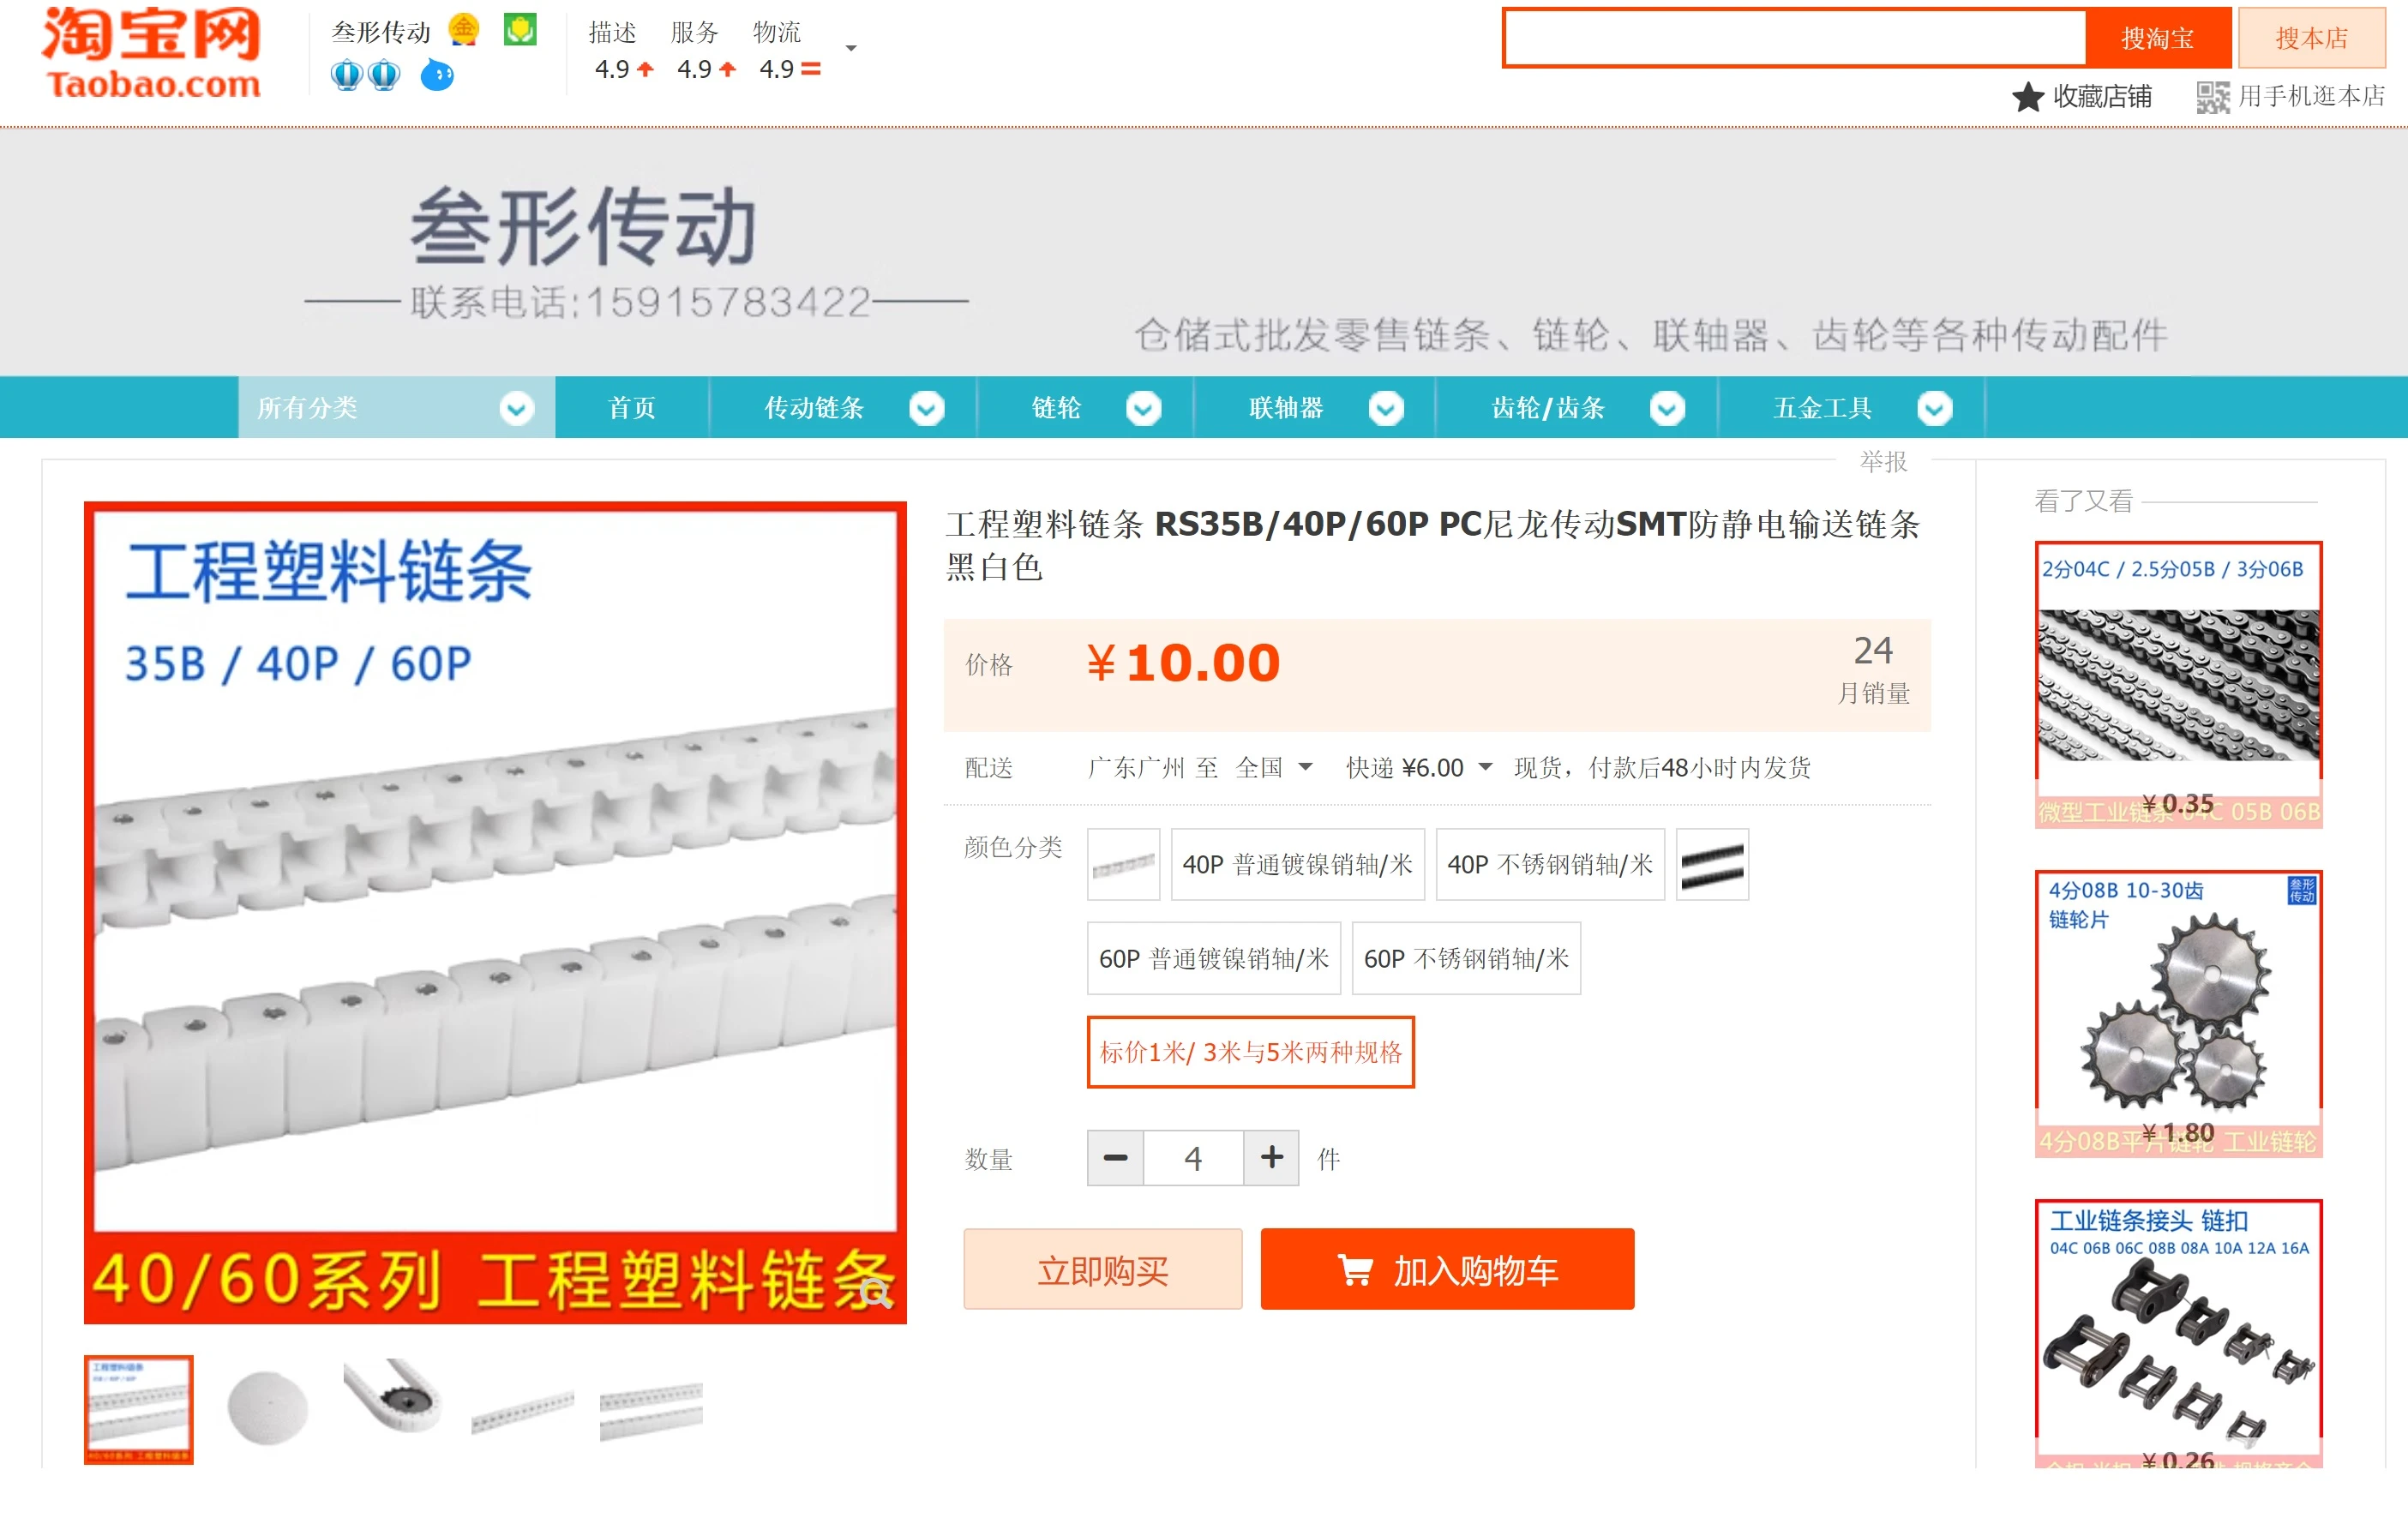 淘宝网
Taobao.com
叁形传动 金
描述 服务 物流
4.9 4.9 4.9
搜淘宝
搜本店
收藏店铺
用手机逛本店
叁形传动
联系电话:15915783422
仓储式批发零售链条、链轮、联轴器、齿轮等各种传动配件
所有分类 首页 传动链条 链轮 联轴器 齿轮/齿条 五金工具
举报
工程塑料链条
35B / 40P / 60P
40/60系列 工程塑料链条
工程塑料链条 RS35B/40P/60P PC尼龙传动SMT防静电输送链条
黑白色
价格 ¥10.00
24
月销量
配送 广东广州 至 全国 快递 ¥6.00 现货，付款后48小时内发货
颜色分类
40P 普通镀镍销轴/米
40P 不锈钢销轴/米
60P 普通镀镍销轴/米
60P 不锈钢销轴/米
标价1米/ 3米与5米两种规格
数量 4 件
立即购买
加入购物车
看了又看
2分04C / 2.5分05B / 3分06B
¥0.35
微型工业链条 04C 05B 06B
4分08B 10-30齿
链轮片
叁形
传动
¥1.80
4分08B平片链轮 工业链轮
工业链条接头 链扣
04C 06B 06C 08B 08A 10A 12A 16A
¥0.26